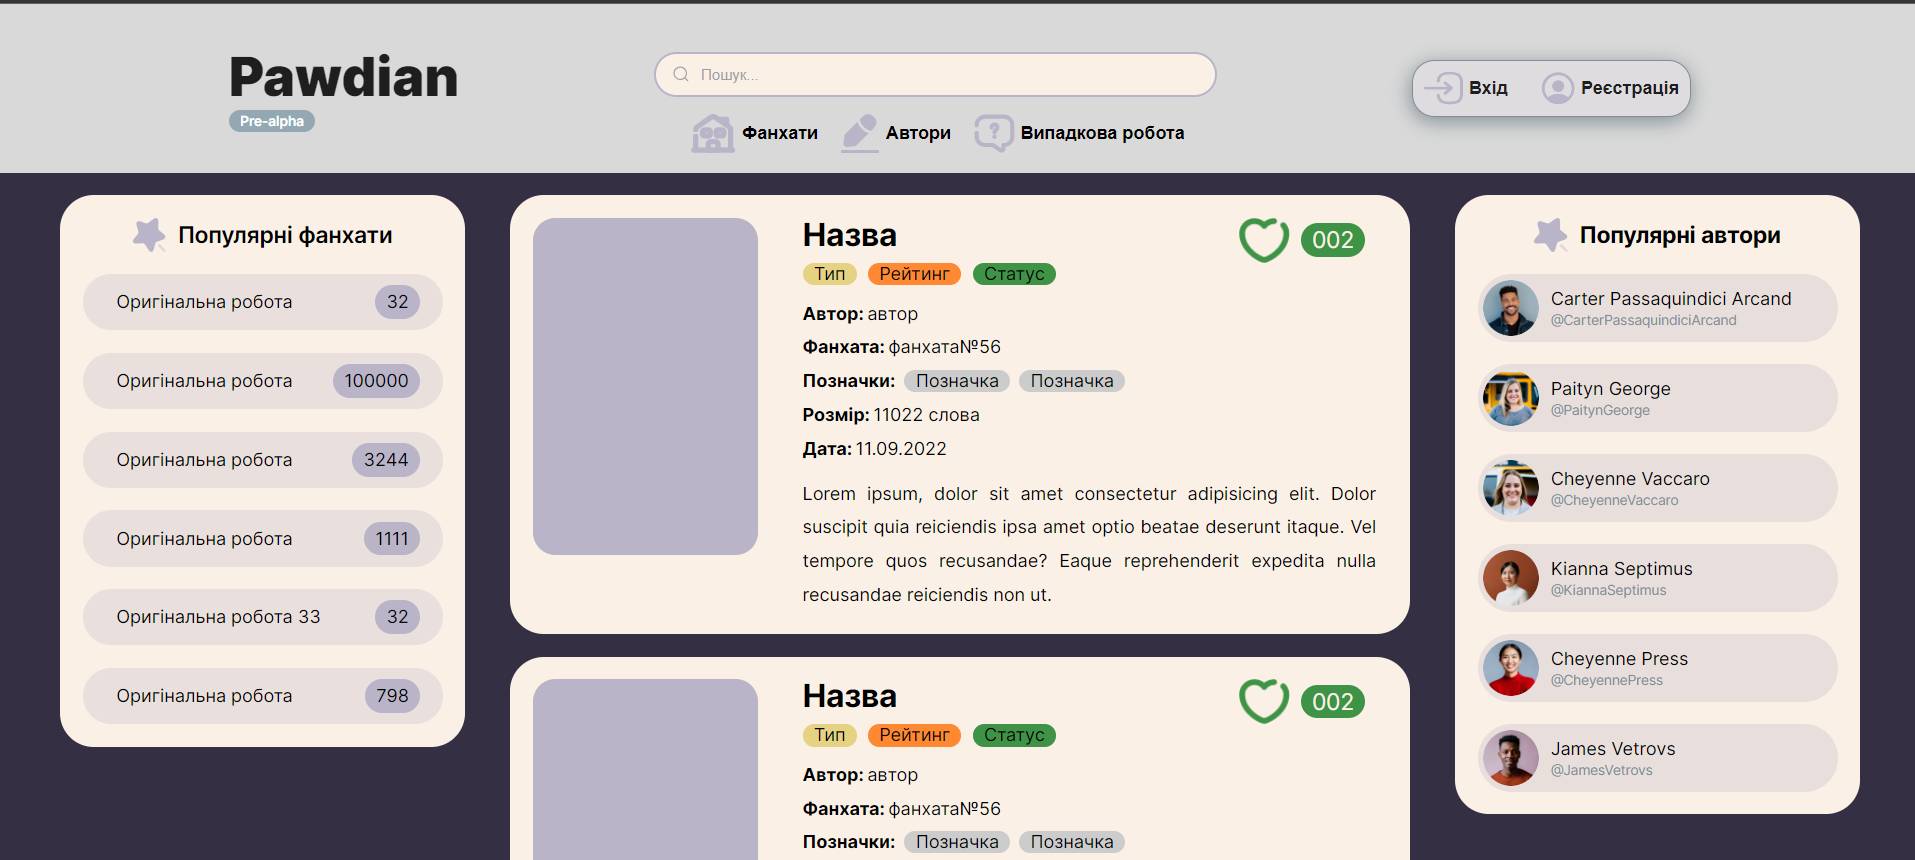 Pawdian
Pre-alpha
Пошук...
Фанхати
Автори
Випадкова робота
Вхід
Реєстрація
Популярні фанхати
Оригінальна робота 32
Оригінальна робота 100000
Оригінальна робота 3244
Оригінальна робота 1111
Оригінальна робота 33 32
Оригінальна робота 798
Назва
002
Тип Рейтинг Статус
Автор: автор
Фанхата: фанхата№56
Позначки: Позначка Позначка
Розмір: 11022 слова
Дата: 11.09.2022
Lorem ipsum, dolor sit amet consectetur adipisicing elit. Dolor
suscipit quia reiciendis ipsa amet optio beatae deserunt itaque. Vel
tempore quos recusandae? Eaque reprehenderit expedita nulla
recusandae reiciendis non ut.
Назва
002
Тип Рейтинг Статус
Автор: автор
Фанхата: фанхата№56
Позначки: Позначка Позначка
Популярні автори
Carter Passaquindici Arcand
@CarterPassaquindiciArcand
Paityn George
@PaitynGeorge
Cheyenne Vaccaro
@CheyenneVaccaro
Kianna Septimus
@KiannaSeptimus
Cheyenne Press
@CheyennePress
James Vetrovs
@JamesVetrovs